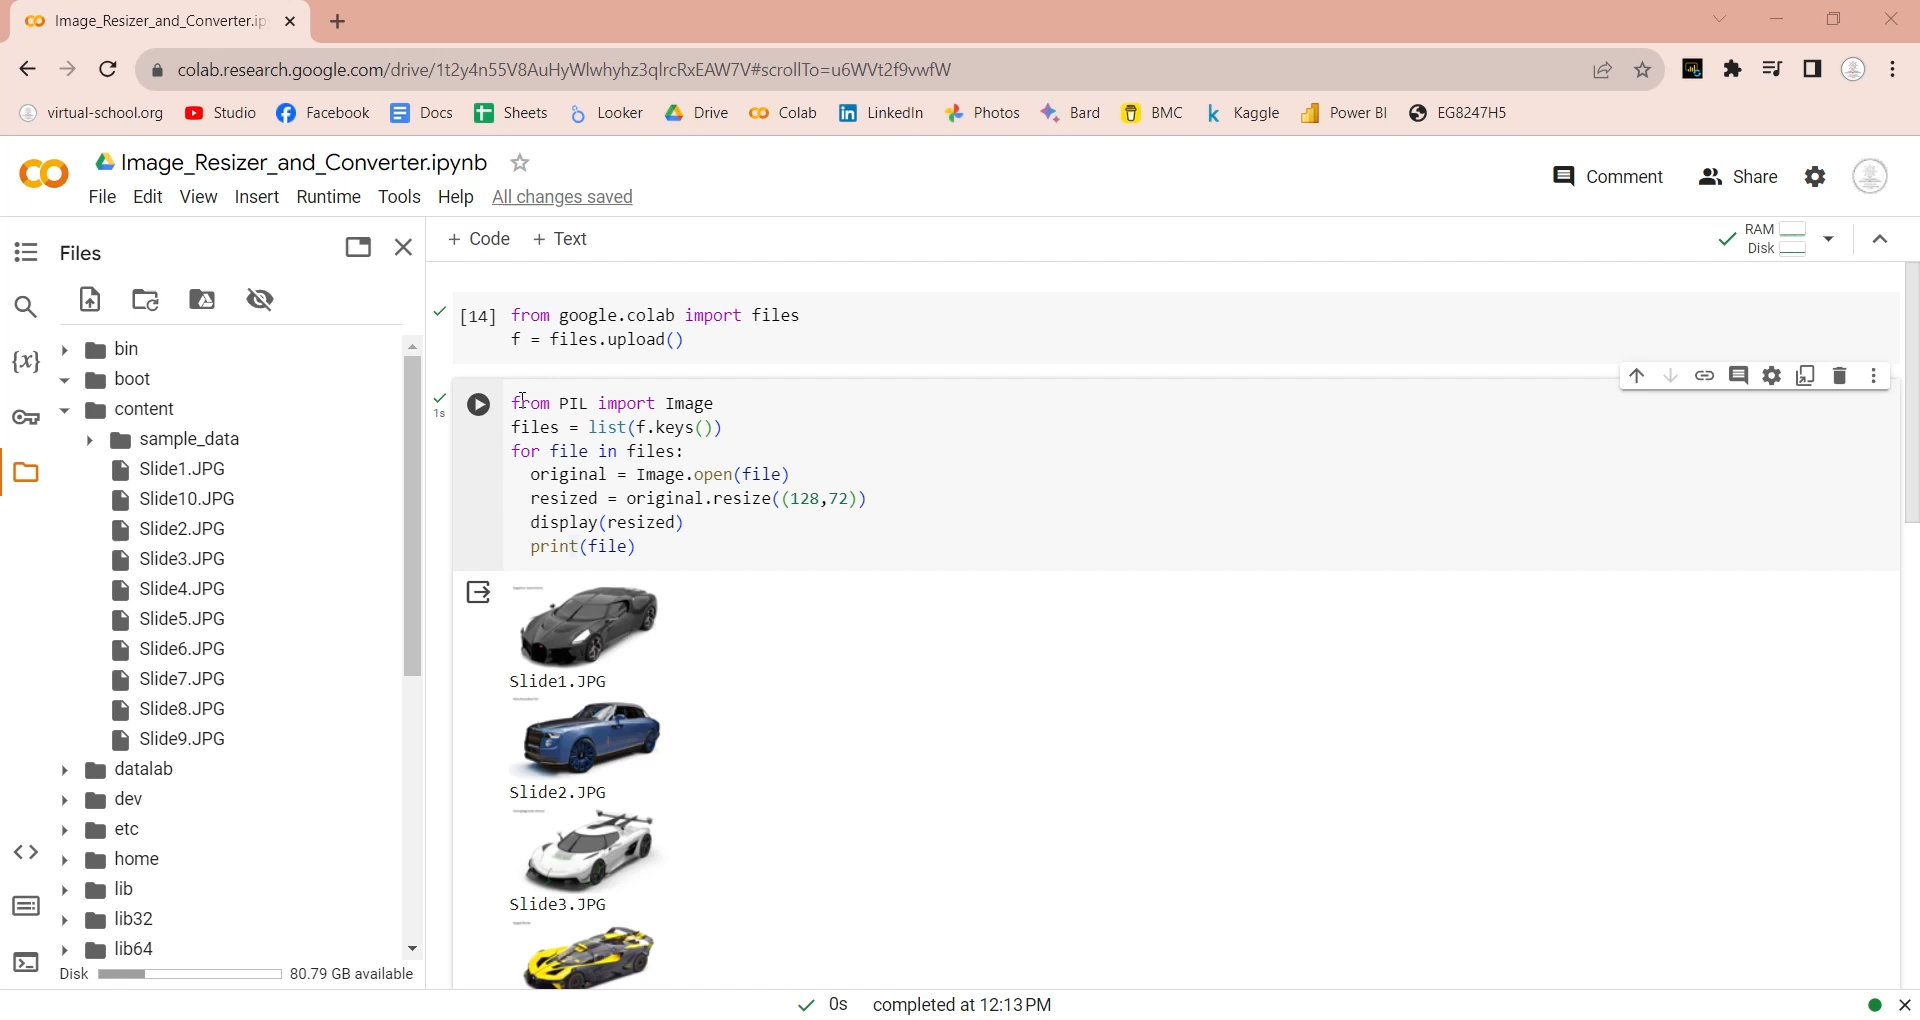 Image_Resizer_and_Converter.ip
colab.research.google.com/drive/1t2y4n55V8AuHyWlwhyhz3qlrcRxEAW7V#scrollTo=u6WVt2f9vwfW
virtual-school.org Studio Facebook Docs Sheets Looker Drive Colab LinkedIn Photos Bard BMC Kaggle Power BI EG8247H5
Image_Resizer_and_Converter.ipynb
Comment Share
File Edit View Insert Runtime Tools Help All changes saved
Files
+ Code + Text
RAM
Disk
bin
boot
content
sample_data
Slide1.JPG
Slide10.JPG
Slide2.JPG
Slide3.JPG
Slide4.JPG
Slide5.JPG
Slide6.JPG
Slide7.JPG
Slide8.JPG
Slide9.JPG
datalab
dev
etc
home
lib
lib32
lib64
Disk 80.79 GB available
{x}
[14] from google.colab import files
f = files.upload()
1s
from PIL import Image
files = list(f.keys())
for file in files:
original = Image.open(file)
resized = original.resize((128,72))
display(resized)
print(file)
Slide1.JPG
Slide2.JPG
Slide3.JPG
0s completed at 12:13 PM